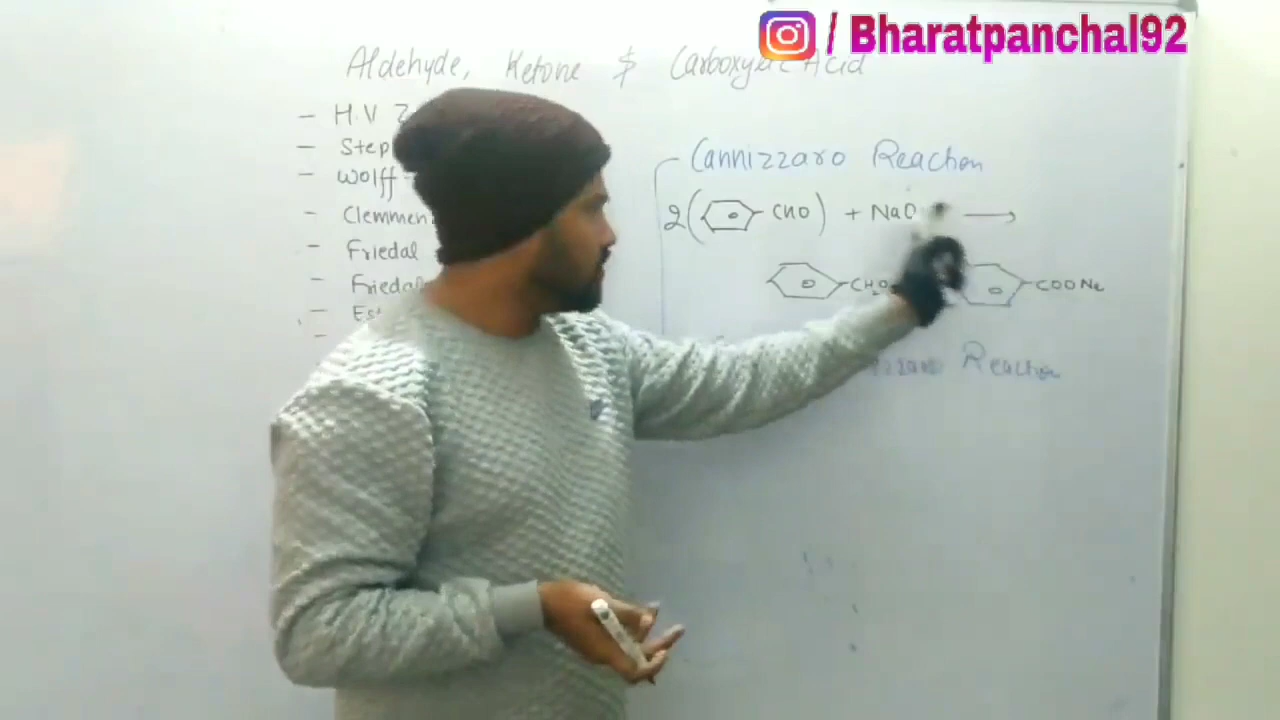 / Bharatpanchal92
Aldehyde, Ketone $ Carboxylic Acid
- H.V Z
- Step
- Wolff
- Clemmen
- Friedal
- Friedal
- Est
Cannizzaro Reaction
2( CHO ) + NaO →
CH2O COONa
zzaro Reaction